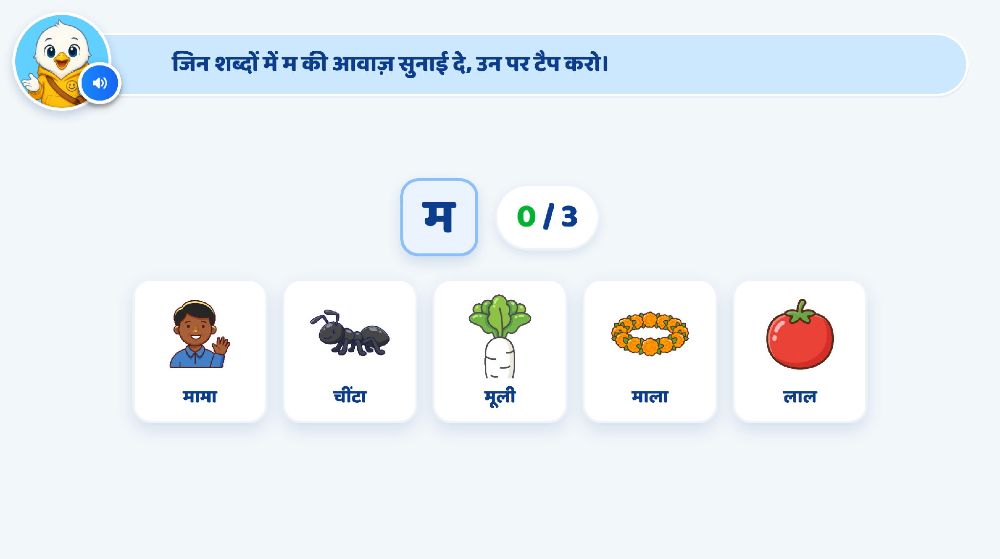 जिन शब्दों में म की आवाज़ सुनाई दे, उन पर टैप करो।
म
0 / 3
मामा
चींटा
मूली
माला
लाल